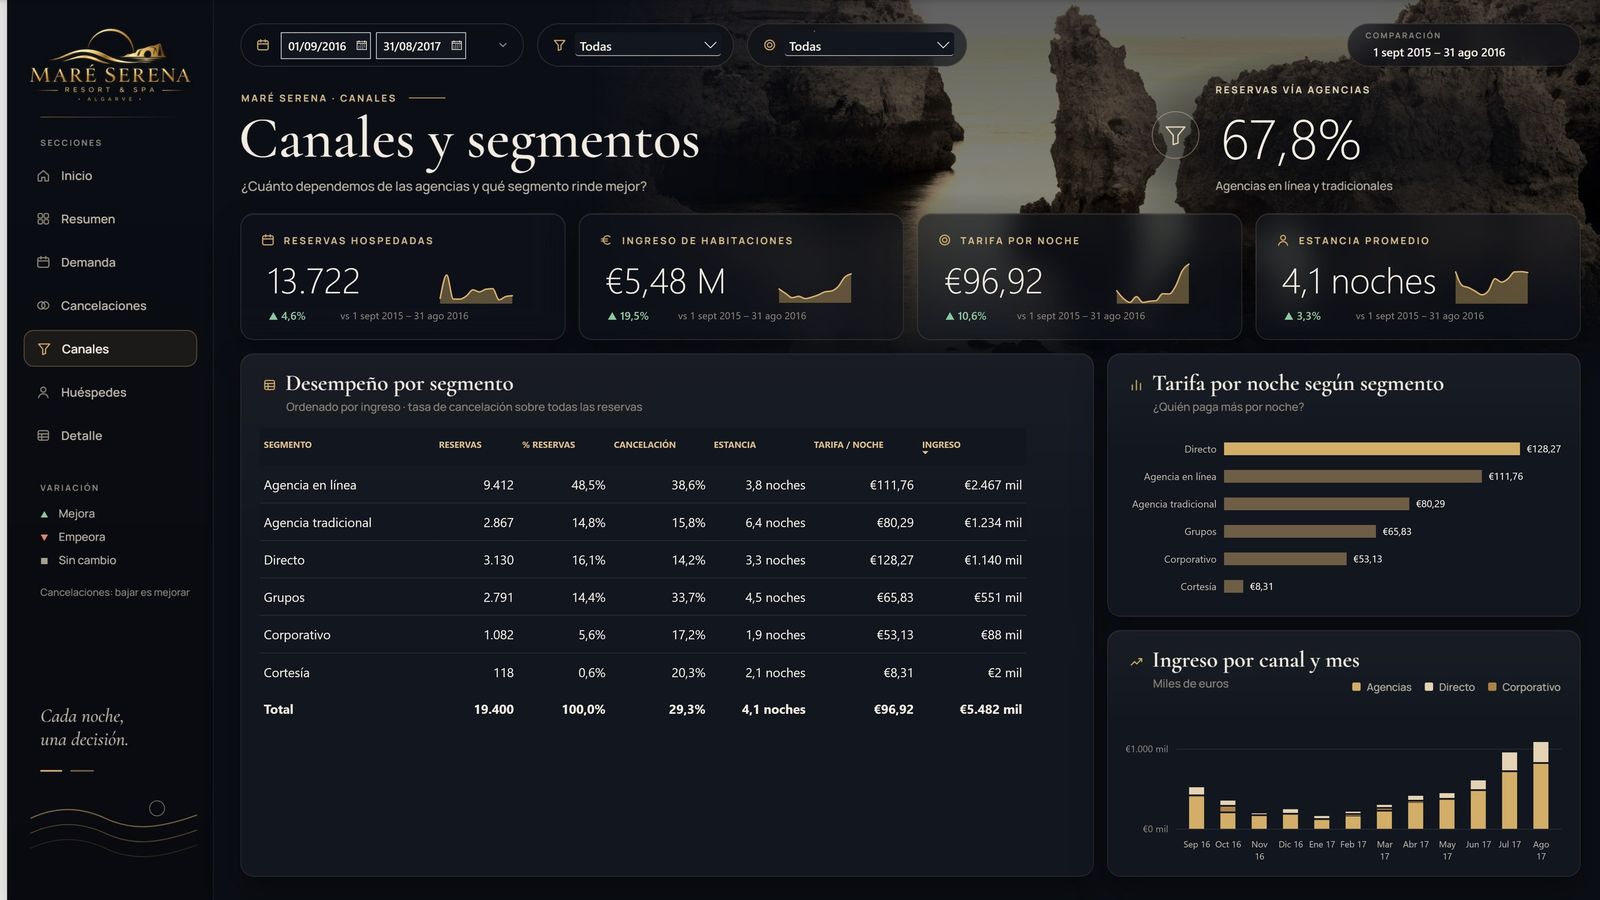 MARÉ SERENA
RESORT & SPA
• ALGARVE •
SECCIONES
Inicio
Resumen
Demanda
Cancelaciones
Canales
Huéspedes
Detalle
VARIACIÓN
▲ Mejora
▼ Empeora
■ Sin cambio
Cancelaciones: bajar es mejorar
Cada noche,
una decisión.
01/09/2016 31/08/2017
Todas
Todas
COMPARACIÓN
1 sept 2015 – 31 ago 2016
MARÉ SERENA · CANALES
Canales y segmentos
¿Cuánto dependemos de las agencias y qué segmento rinde mejor?
RESERVAS VÍA AGENCIAS
67,8%
Agencias en línea y tradicionales
RESERVAS HOSPEDADAS
13.722
▲ 4,6% vs 1 sept 2015 – 31 ago 2016
INGRESO DE HABITACIONES
€5,48 M
▲ 19,5% vs 1 sept 2015 – 31 ago 2016
TARIFA POR NOCHE
€96,92
▲ 10,6% vs 1 sept 2015 – 31 ago 2016
ESTANCIA PROMEDIO
4,1 noches
▲ 3,3% vs 1 sept 2015 – 31 ago 2016
Desempeño por segmento
Ordenado por ingreso · tasa de cancelación sobre todas las reservas
SEGMENTO RESERVAS % RESERVAS CANCELACIÓN ESTANCIA TARIFA / NOCHE INGRESO
Agencia en línea 9.412 48,5% 38,6% 3,8 noches €111,76 €2.467 mil
Agencia tradicional 2.867 14,8% 15,8% 6,4 noches €80,29 €1.234 mil
Directo 3.130 16,1% 14,2% 3,3 noches €128,27 €1.140 mil
Grupos 2.791 14,4% 33,7% 4,5 noches €65,83 €551 mil
Corporativo 1.082 5,6% 17,2% 1,9 noches €53,13 €88 mil
Cortesía 118 0,6% 20,3% 2,1 noches €8,31 €2 mil
Total 19.400 100,0% 29,3% 4,1 noches €96,92 €5.482 mil
Tarifa por noche según segmento
¿Quién paga más por noche?
Directo €128,27
Agencia en línea €111,76
Agencia tradicional €80,29
Grupos €65,83
Corporativo €53,13
Cortesía €8,31
Ingreso por canal y mes
Miles de euros
Agencias Directo Corporativo
€1.000 mil
€0 mil
Sep 16 Oct 16 Nov 16 Dic 16 Ene 17 Feb 17 Mar 17 Abr 17 May 17 Jun 17 Jul 17 Ago 17